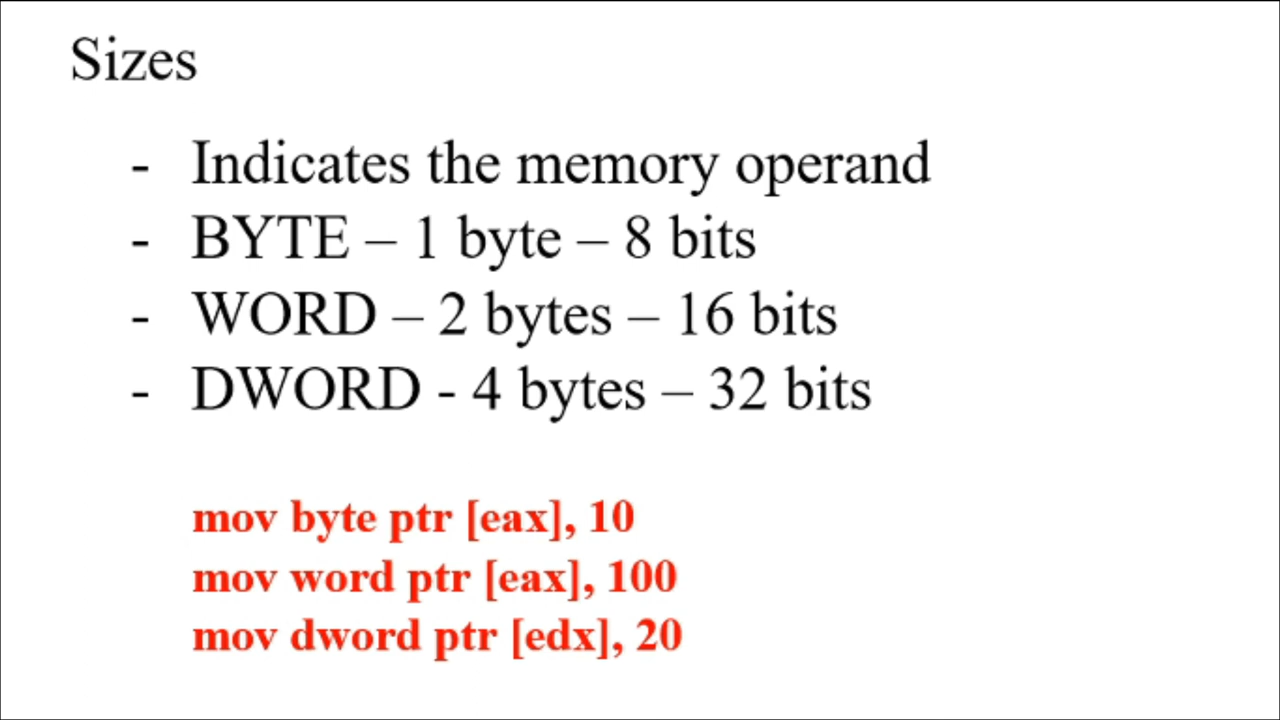 Sizes
- Indicates the memory operand
- BYTE – 1 byte – 8 bits
- WORD – 2 bytes – 16 bits
- DWORD - 4 bytes – 32 bits
mov byte ptr [eax], 10
mov word ptr [eax], 100
mov dword ptr [edx], 20